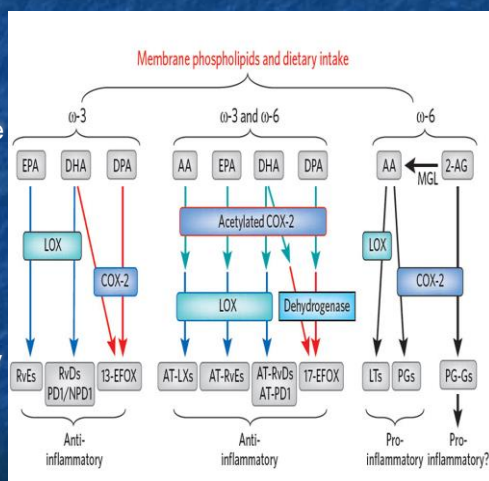 Membrane phospholipids and dietary intake
ω-3
ω-3 and ω-6
ω-6
e
EPA DHA DPA
AA EPA DHA DPA
AA 2-AG
MGL
Acetylated COX-2
LOX
LOX
COX-2
COX-2
LOX
Dehydrogenase
y
RvEs
RvDs
PD1/NPD1
13-EFOX
AT-LXs
AT-RvEs
AT-RvDs
AT-PD1
17-EFOX
LTs
PGs
PG-Gs
Anti-
inflammatory
Anti-
inflammatory
Pro-
inflammatory
Pro-
inflammatory?